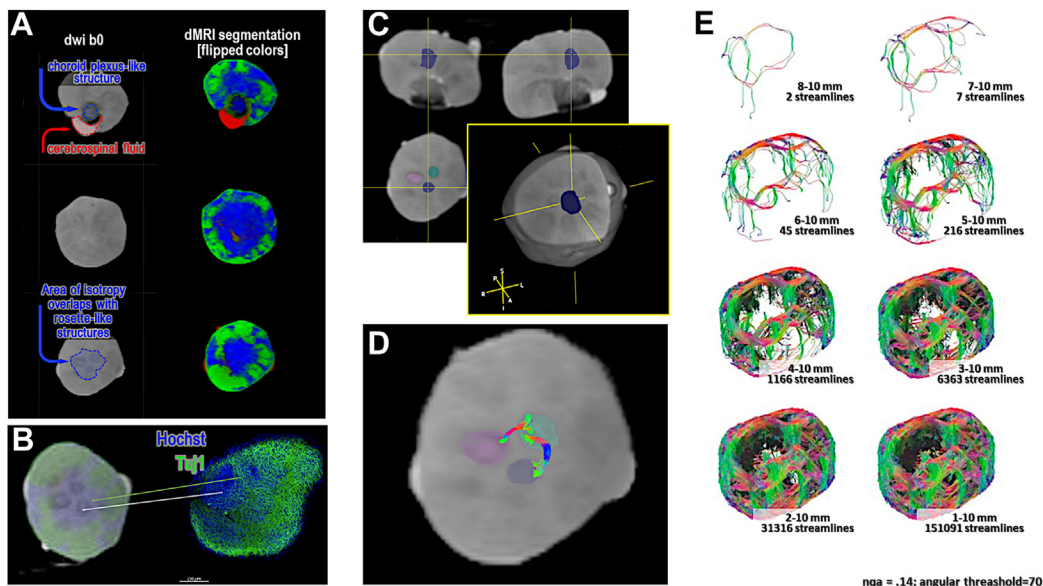 A
dwi b0
dMRI segmentation
[flipped colors]
choroid plexus-like
structure
cerebrospinal fluid
Area of isotropy
overlaps with
rosette-like
structures
B
Hochst
Tuj1
C
S
P
L
R
A
I
D
E
8-10 mm
2 streamlines
7-10 mm
7 streamlines
6-10 mm
45 streamlines
5-10 mm
216 streamlines
4-10 mm
1166 streamlines
3-10 mm
6363 streamlines
2-10 mm
31316 streamlines
1-10 mm
151091 streamlines
nqa = .14; angular threashold=70